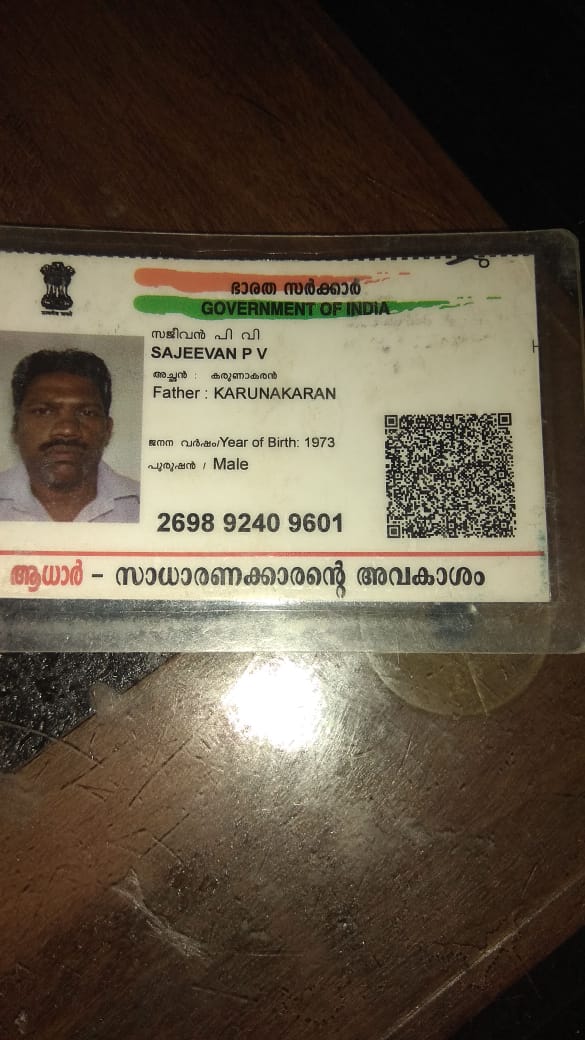 ഭാരത സർക്കാർ
GOVERNMENT OF INDIA
സജീവൻ പി വി
SAJEEVAN P V
അച്ഛൻ : കരുണാകരൻ
Father : KARUNAKARAN
ജനന വർഷം/Year of Birth: 1973
പുരുഷൻ / Male
2698 9240 9601
ആധാർ – സാധാരണക്കാരന്റെ അവകാശം